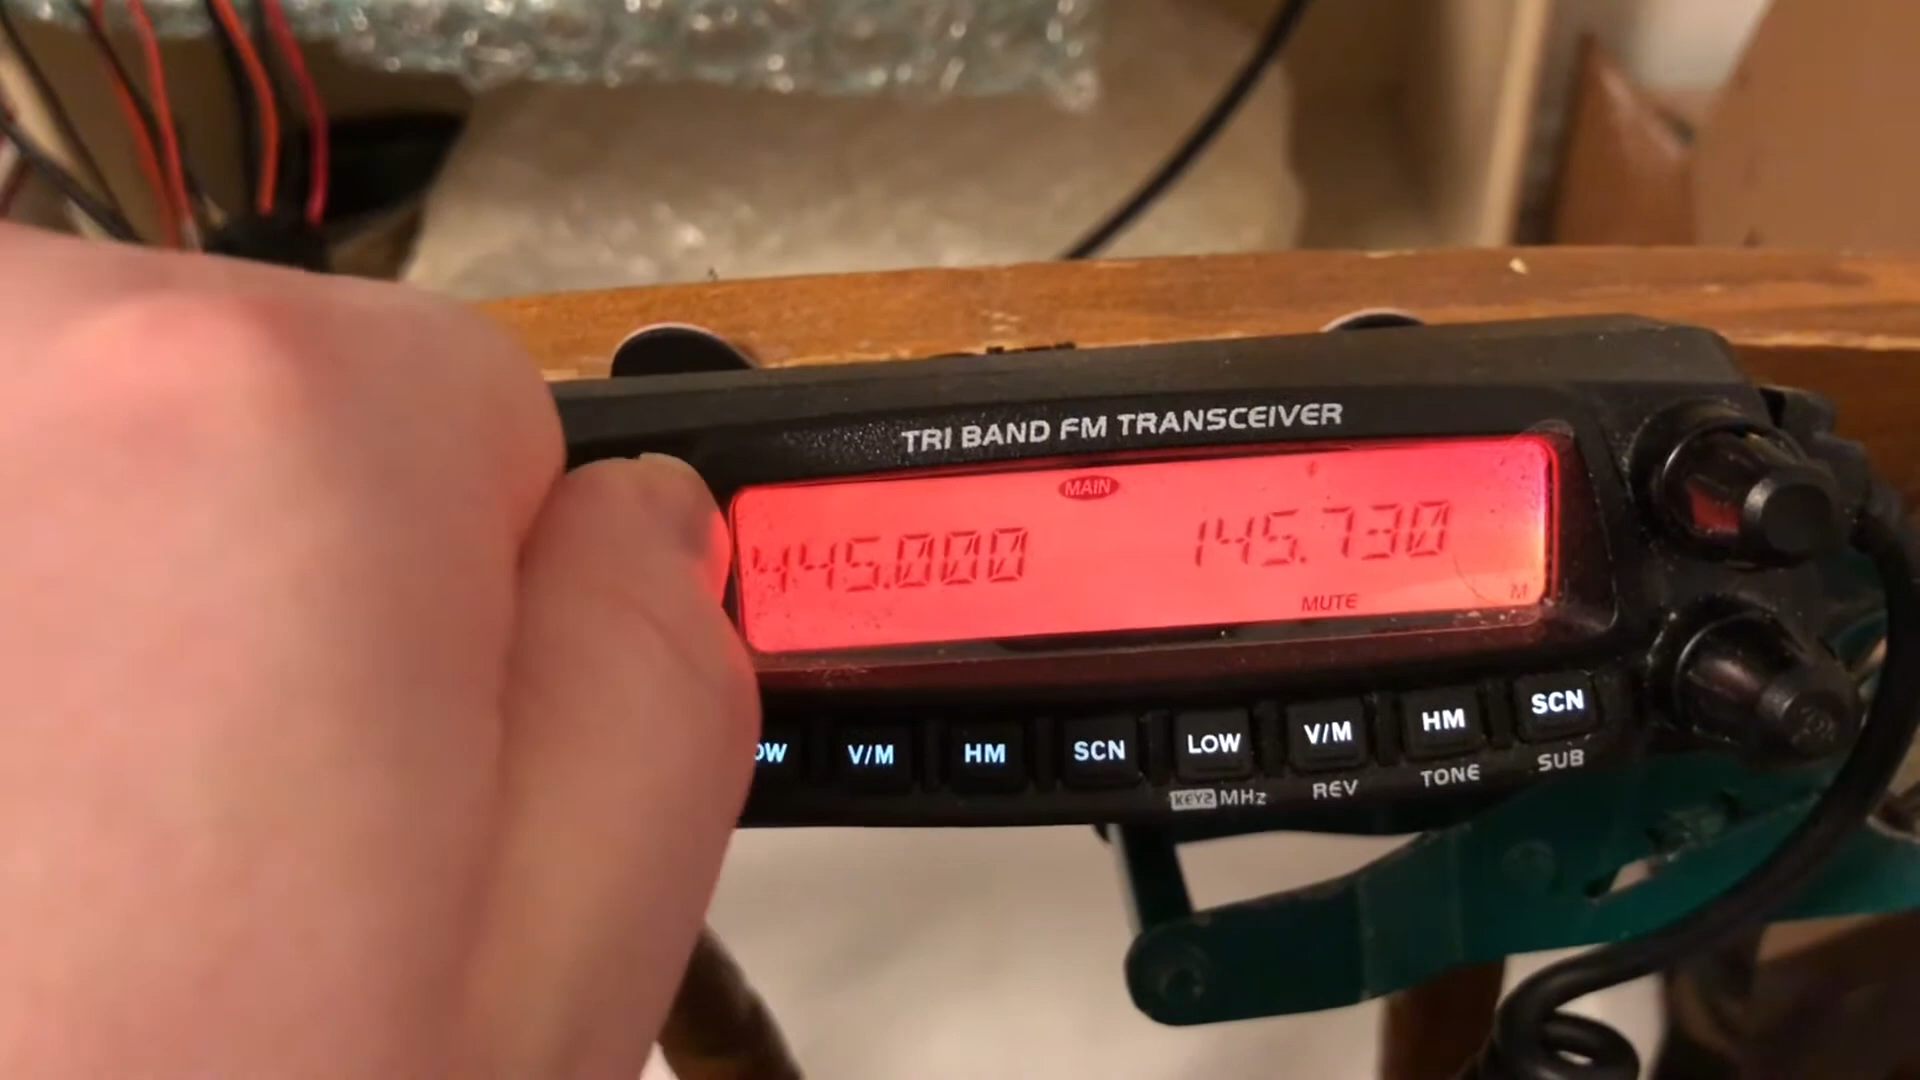 TRI BAND FM TRANSCEIVER
MAIN
445.000 145.730
MUTE M
OW V/M HM SCN LOW V/M HM SCN
KEY2 MHz REV TONE SUB